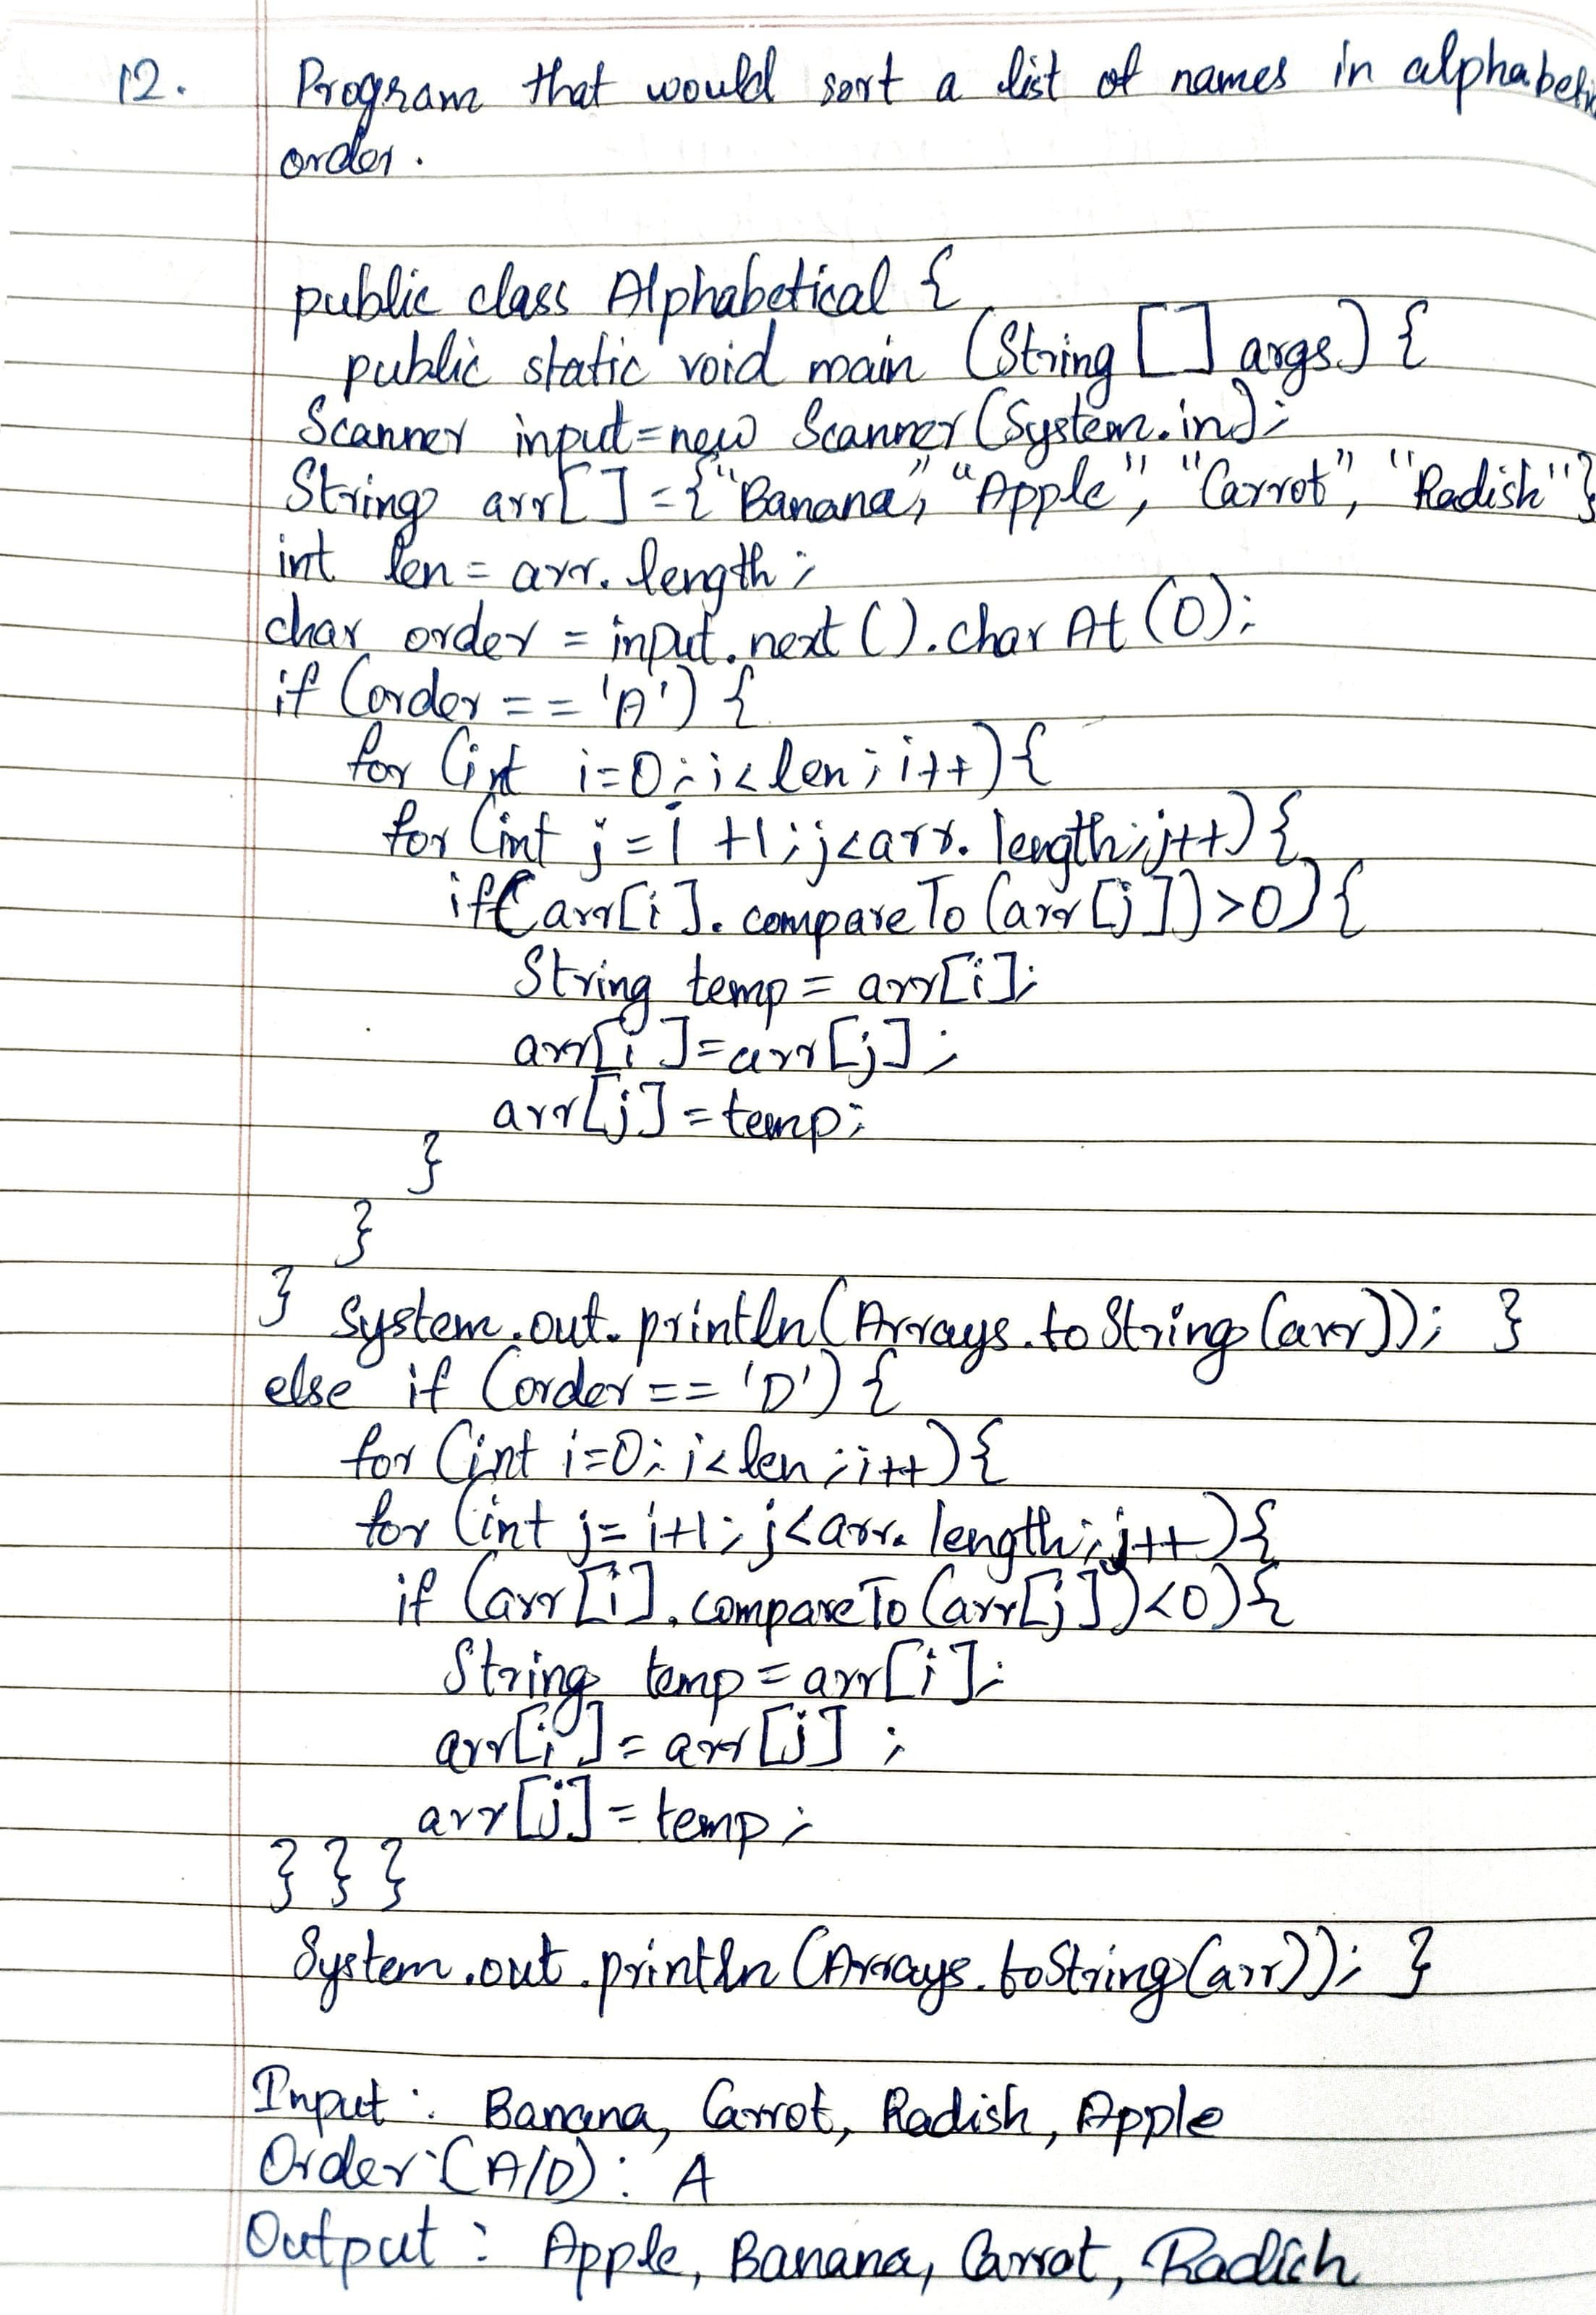 12. Program that would sort a list of names in alphabeti
order.
public class Alphabetical {
public static void main (String [] args) {
Scanner input=new Scanner(System.in);
String arr[] ={"Banana", "Apple", "Carrot", "Radish"}
int len = arr.length;
char order = input.next().charAt(0);
if (order == 'A') {
for (int i=0;i<len;i++){
for (int j=i+1;j<arr.length;j++){
if(arr[i].compareTo(arr[j])>0){
String temp = arr[i];
arr[i]=arr[j];
arr[j]=temp;
}
}
} System.out.println(Arrays.toString(arr)); }
else if (order == 'D') {
for (int i=0;i<len;i++){
for (int j=i+1;j<arr.length;j++){
if (arr[i].compareTo(arr[j])<0){
String temp=arr[i];
arr[i]=arr[j];
arr[j]=temp;
}}}
System.out.println(Arrays.toString(arr)); }
Input: Banana, Carrot, Radish, Apple
Order:(A/D): A
Output: Apple, Banana, Carrot, Radish